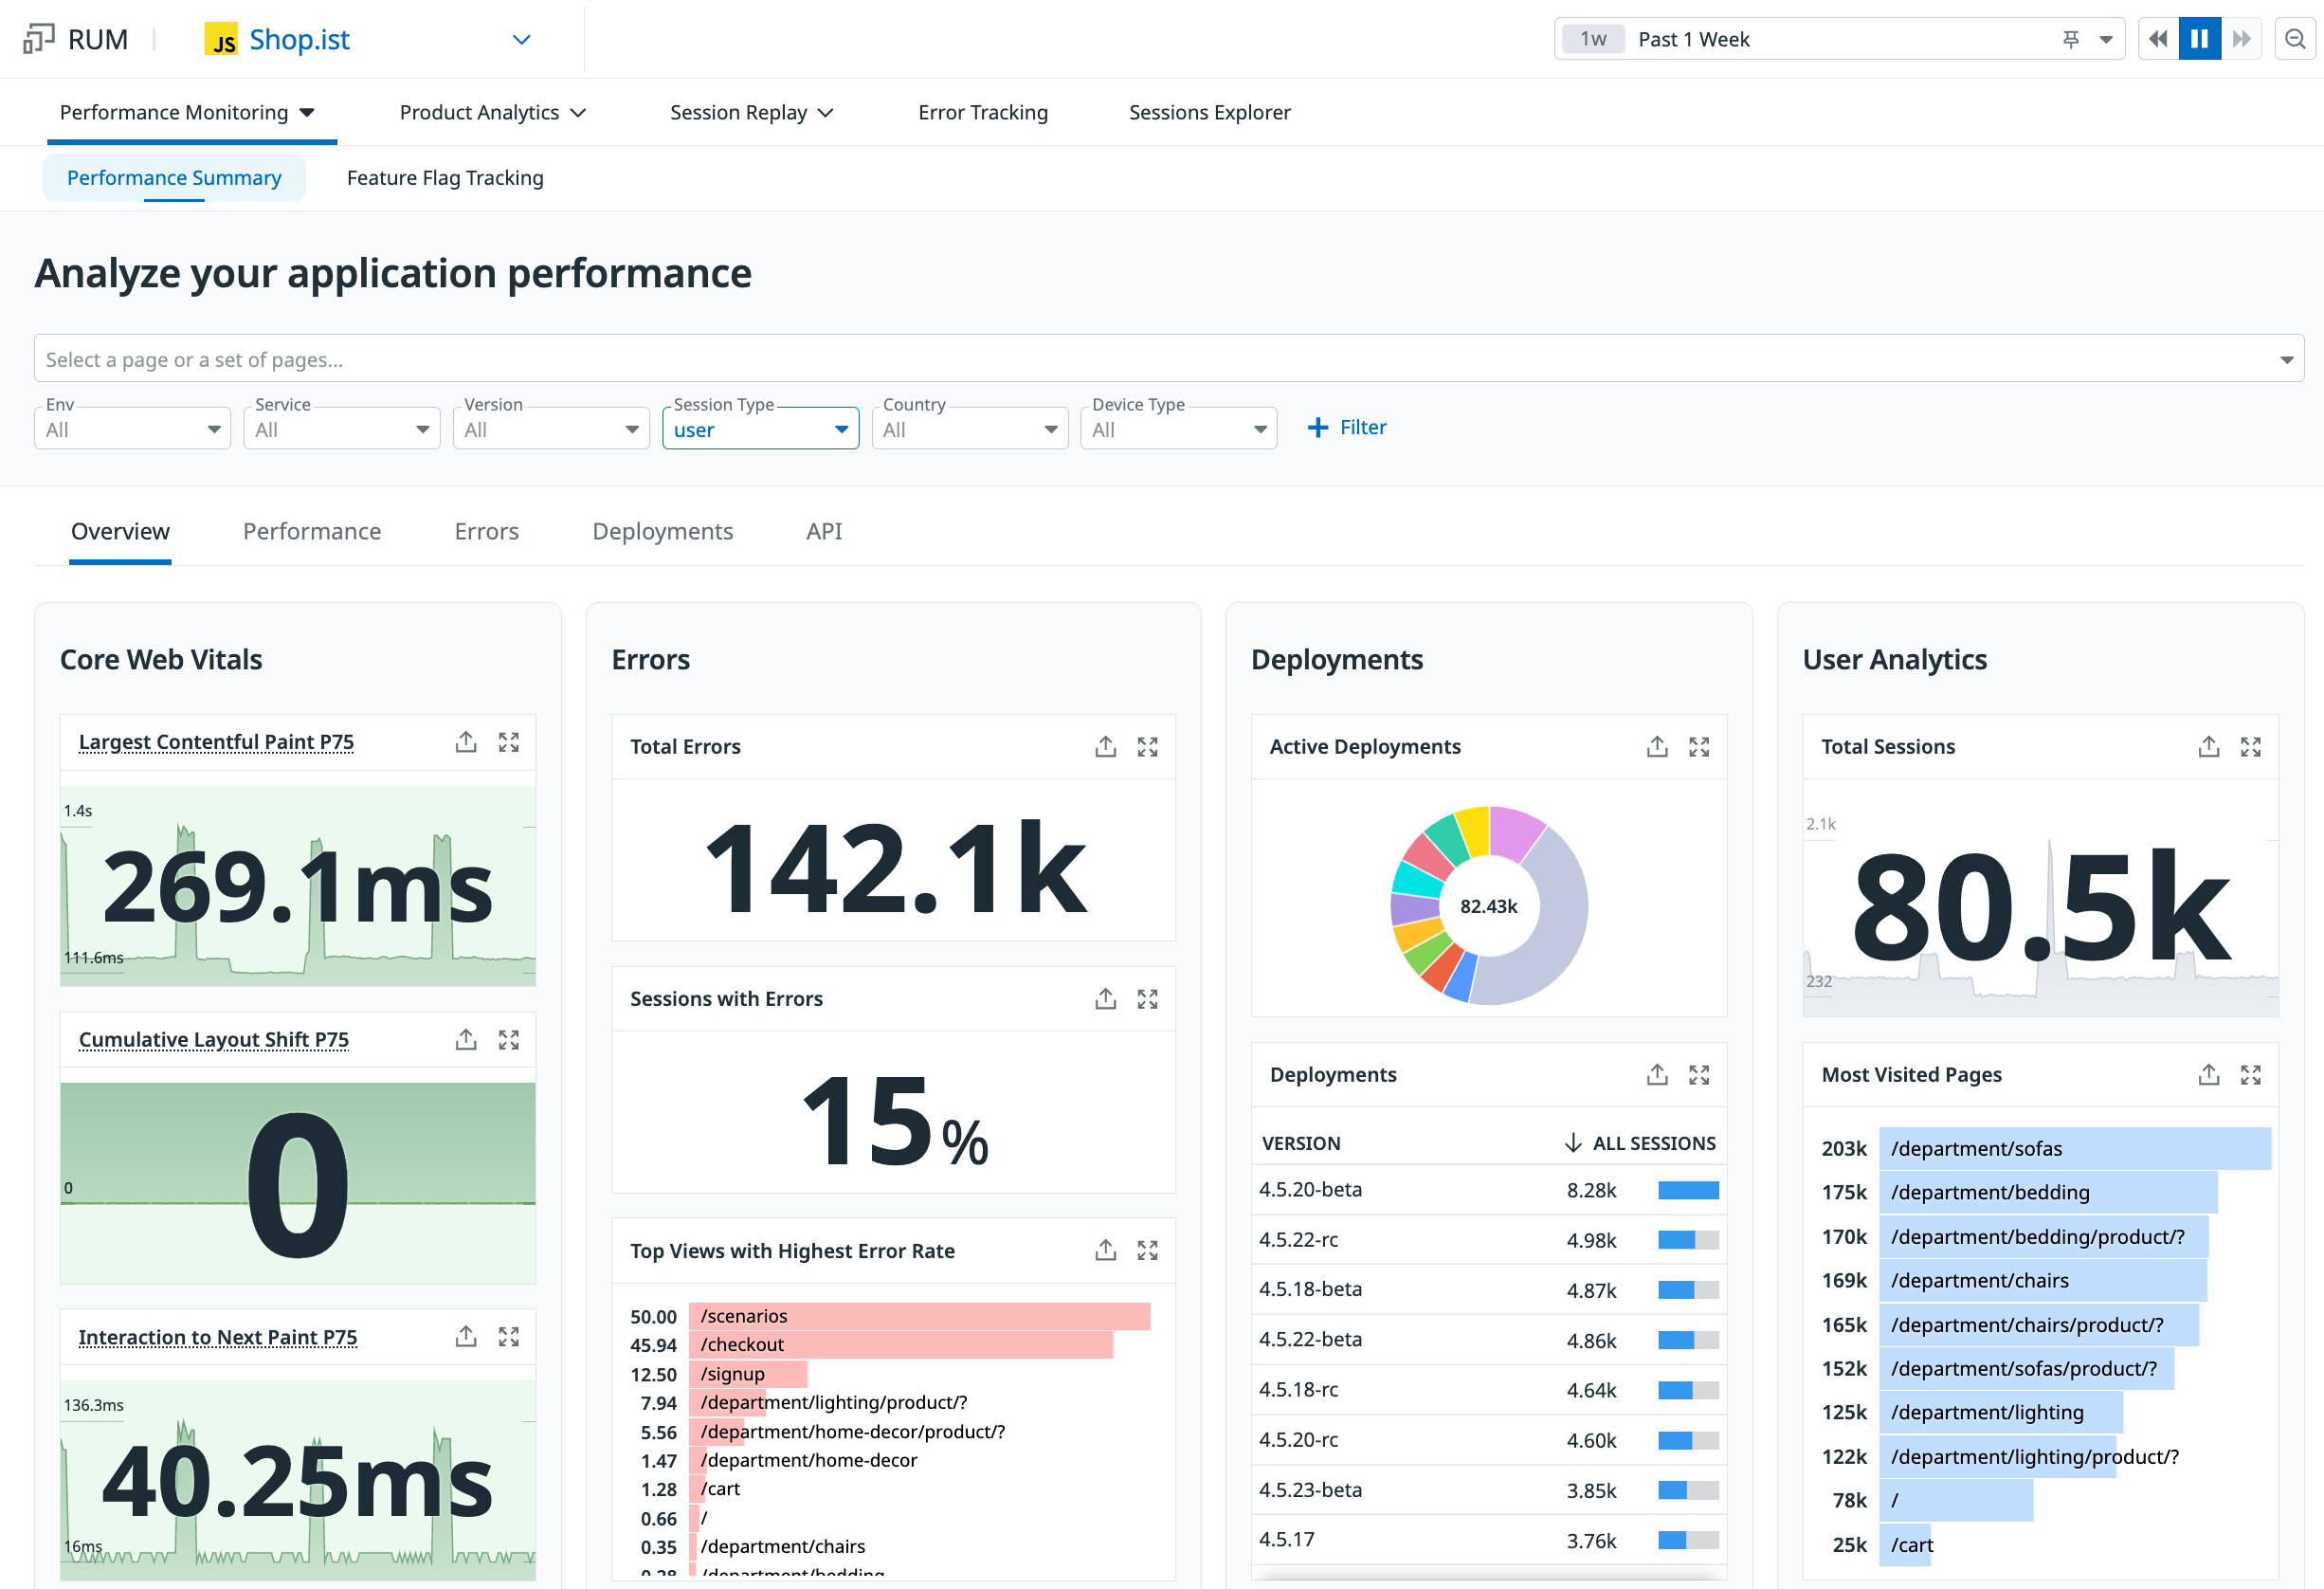 RUM
JS Shop.ist
1w Past 1 Week
Performance Monitoring Product Analytics Session Replay Error Tracking Sessions Explorer
Performance Summary Feature Flag Tracking
Analyze your application performance
Select a page or a set of pages...
Env Service Version Session Type Country Device Type
All All All user All All + Filter
Overview Performance Errors Deployments API
Core Web Vitals
Largest Contentful Paint P75
1.4s
269.1ms
111.6ms
Cumulative Layout Shift P75
0
0
Interaction to Next Paint P75
136.3ms
40.25ms
16ms
Errors
Total Errors
142.1k
Sessions with Errors
15%
Top Views with Highest Error Rate
50.00 /scenarios
45.94 /checkout
12.50 /signup
7.94 /department/lighting/product/?
5.56 /department/home-decor/product/?
1.47 /department/home-decor
1.28 /cart
0.66 /
0.35 /department/chairs
0.28 /department/bedding
Deployments
Active Deployments
82.43k
Deployments
VERSION ALL SESSIONS
4.5.20-beta 8.28k
4.5.22-rc 4.98k
4.5.18-beta 4.87k
4.5.22-beta 4.86k
4.5.18-rc 4.64k
4.5.20-rc 4.60k
4.5.23-beta 3.85k
4.5.17 3.76k
User Analytics
Total Sessions
2.1k
80.5k
232
Most Visited Pages
203k /department/sofas
175k /department/bedding
170k /department/bedding/product/?
169k /department/chairs
165k /department/chairs/product/?
152k /department/sofas/product/?
125k /department/lighting
122k /department/lighting/product/?
78k /
25k /cart